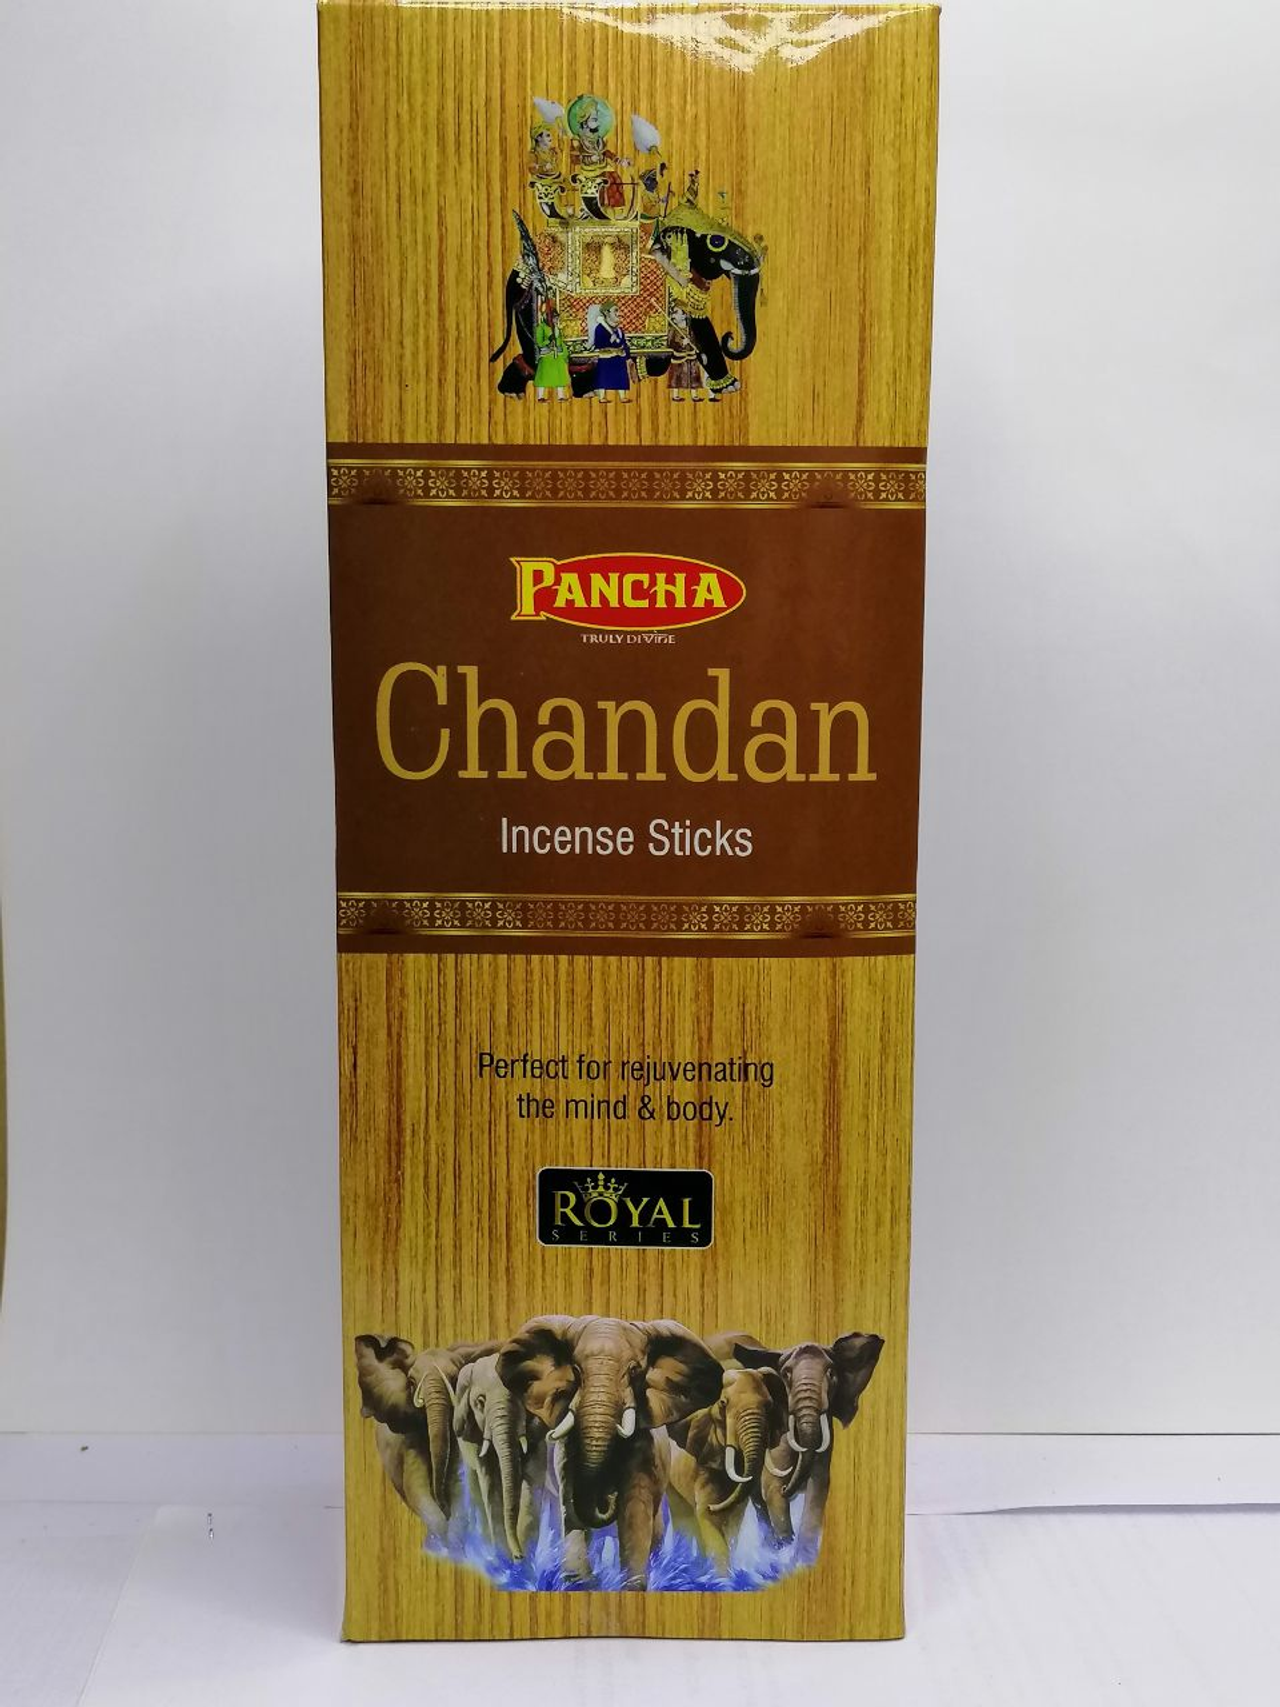 PANCHA
TRULY DIVINE
Chandan
Incense Sticks
Perfect for rejuvenating
the mind & body.
ROYAL
SERIES